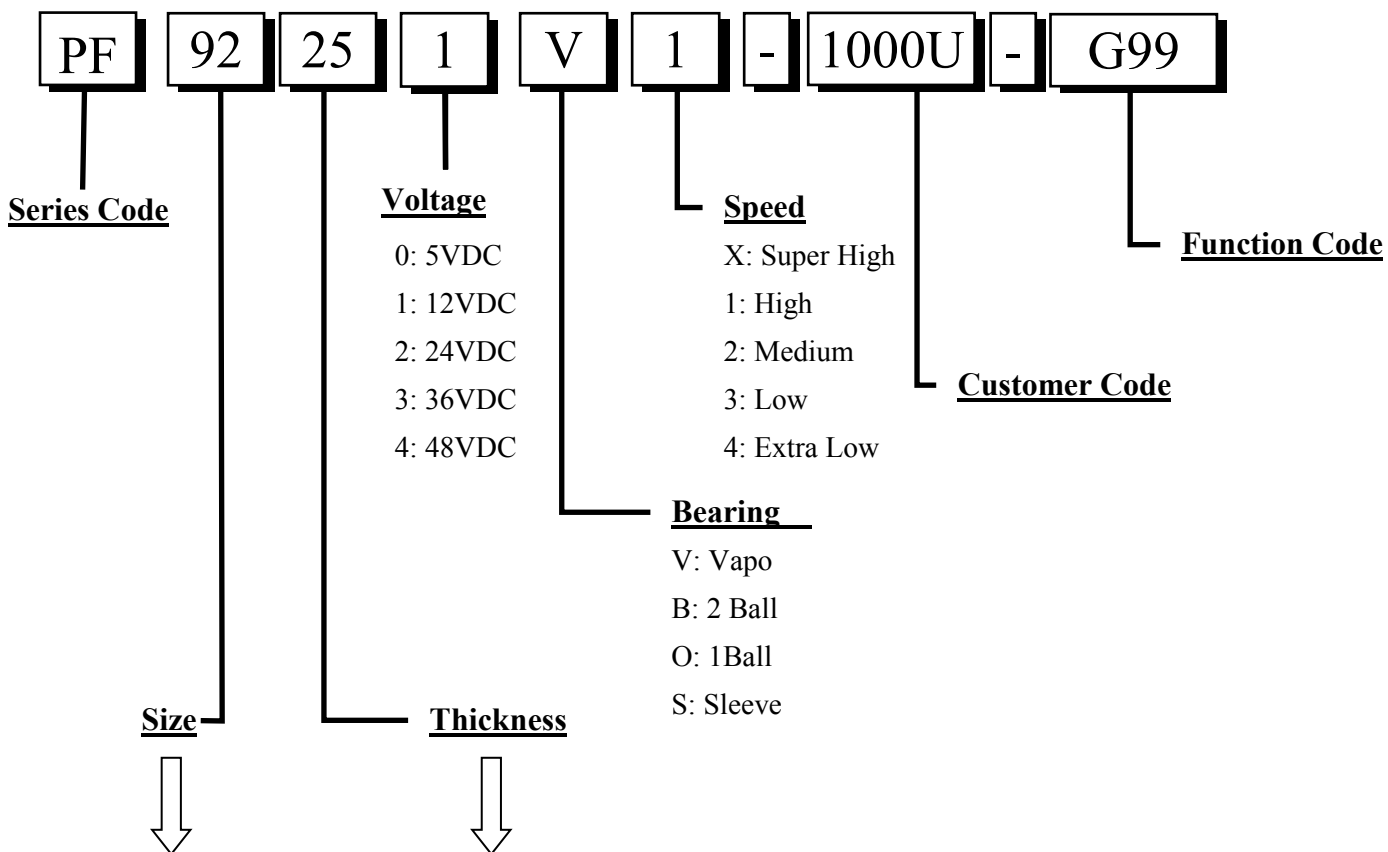 PF 92 25 1 V 1 - 1000U - G99
Series Code
Voltage
0: 5VDC
1: 12VDC
2: 24VDC
3: 36VDC
4: 48VDC
Speed
X: Super High
1: High
2: Medium
3: Low
4: Extra Low
Function Code
Customer Code
Bearing
V: Vapo
B: 2 Ball
O: 1Ball
S: Sleeve
Size
Thickness